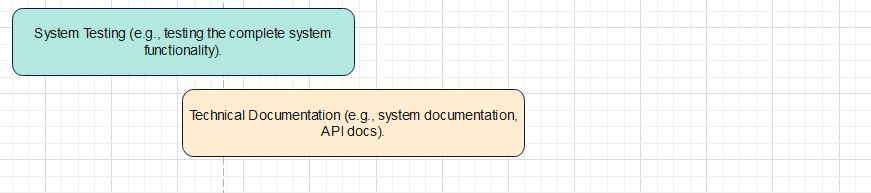 System Testing (e.g., testing the complete system
functionality).
Technical Documentation (e.g., system documentation,
API docs).